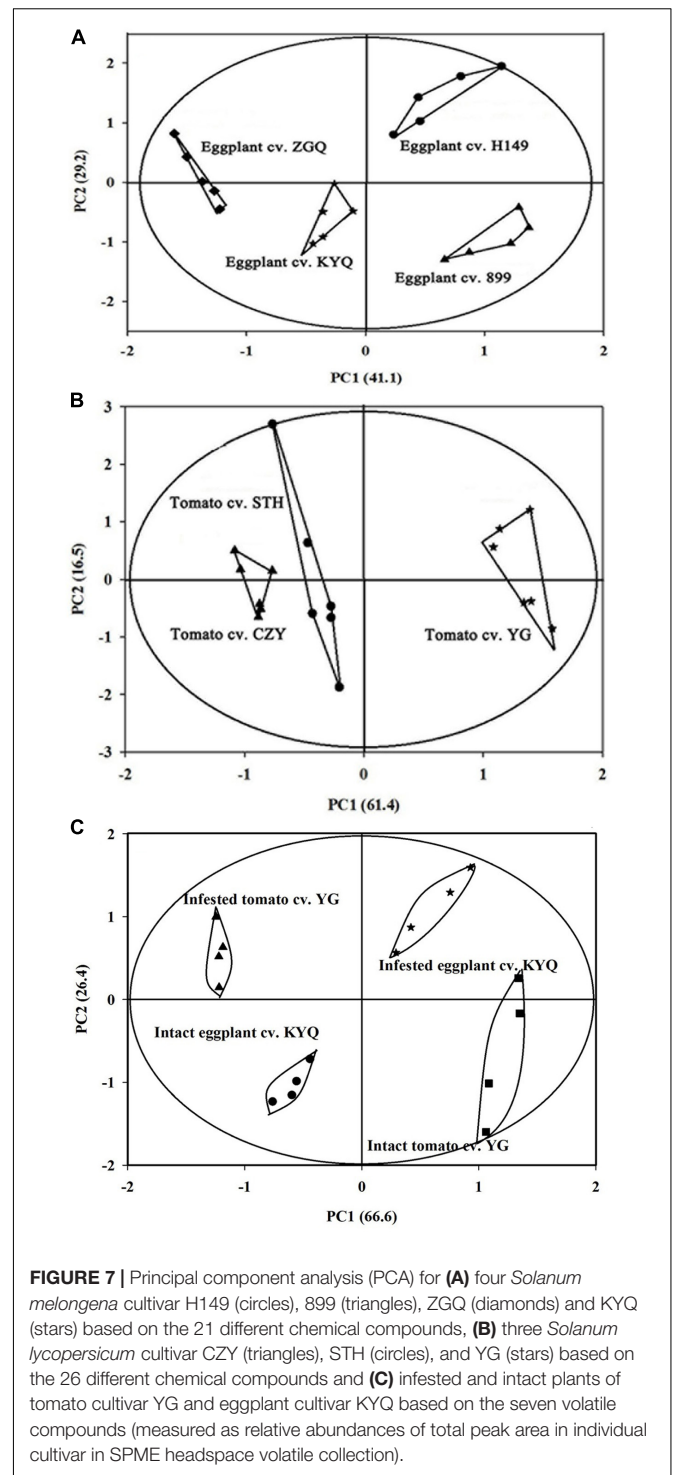 A
2
1
0
-1
-2
PC2 (29.2)
Eggplant cv. ZGQ
Eggplant cv. H149
Eggplant cv. KYQ
Eggplant cv. 899
-2
-1
0
1
2
PC1 (41.1)
B
3
2
1
0
-1
-2
-3
PC2 (16.5)
Tomato cv. STH
Tomato cv. CZY
Tomato cv. YG
-2
-1
0
1
2
PC1 (61.4)
C
2
1
0
-1
-2
PC2 (26.4)
Infested tomato cv. YG
Infested eggplant cv. KYQ
Intact eggplant cv. KYQ
Intact tomato cv. YG
-2
-1
0
1
2
PC1 (66.6)
FIGURE 7 | Principal component analysis (PCA) for (A) four Solanum
melongena cultivar H149 (circles), 899 (triangles), ZGQ (diamonds) and KYQ
(stars) based on the 21 different chemical compounds, (B) three Solanum
lycopersicum cultivar CZY (triangles), STH (circles), and YG (stars) based on
the 26 different chemical compounds and (C) infested and intact plants of
tomato cultivar YG and eggplant cultivar KYQ based on the seven volatile
compounds (measured as relative abundances of total peak area in individual
cultivar in SPME headspace volatile collection).